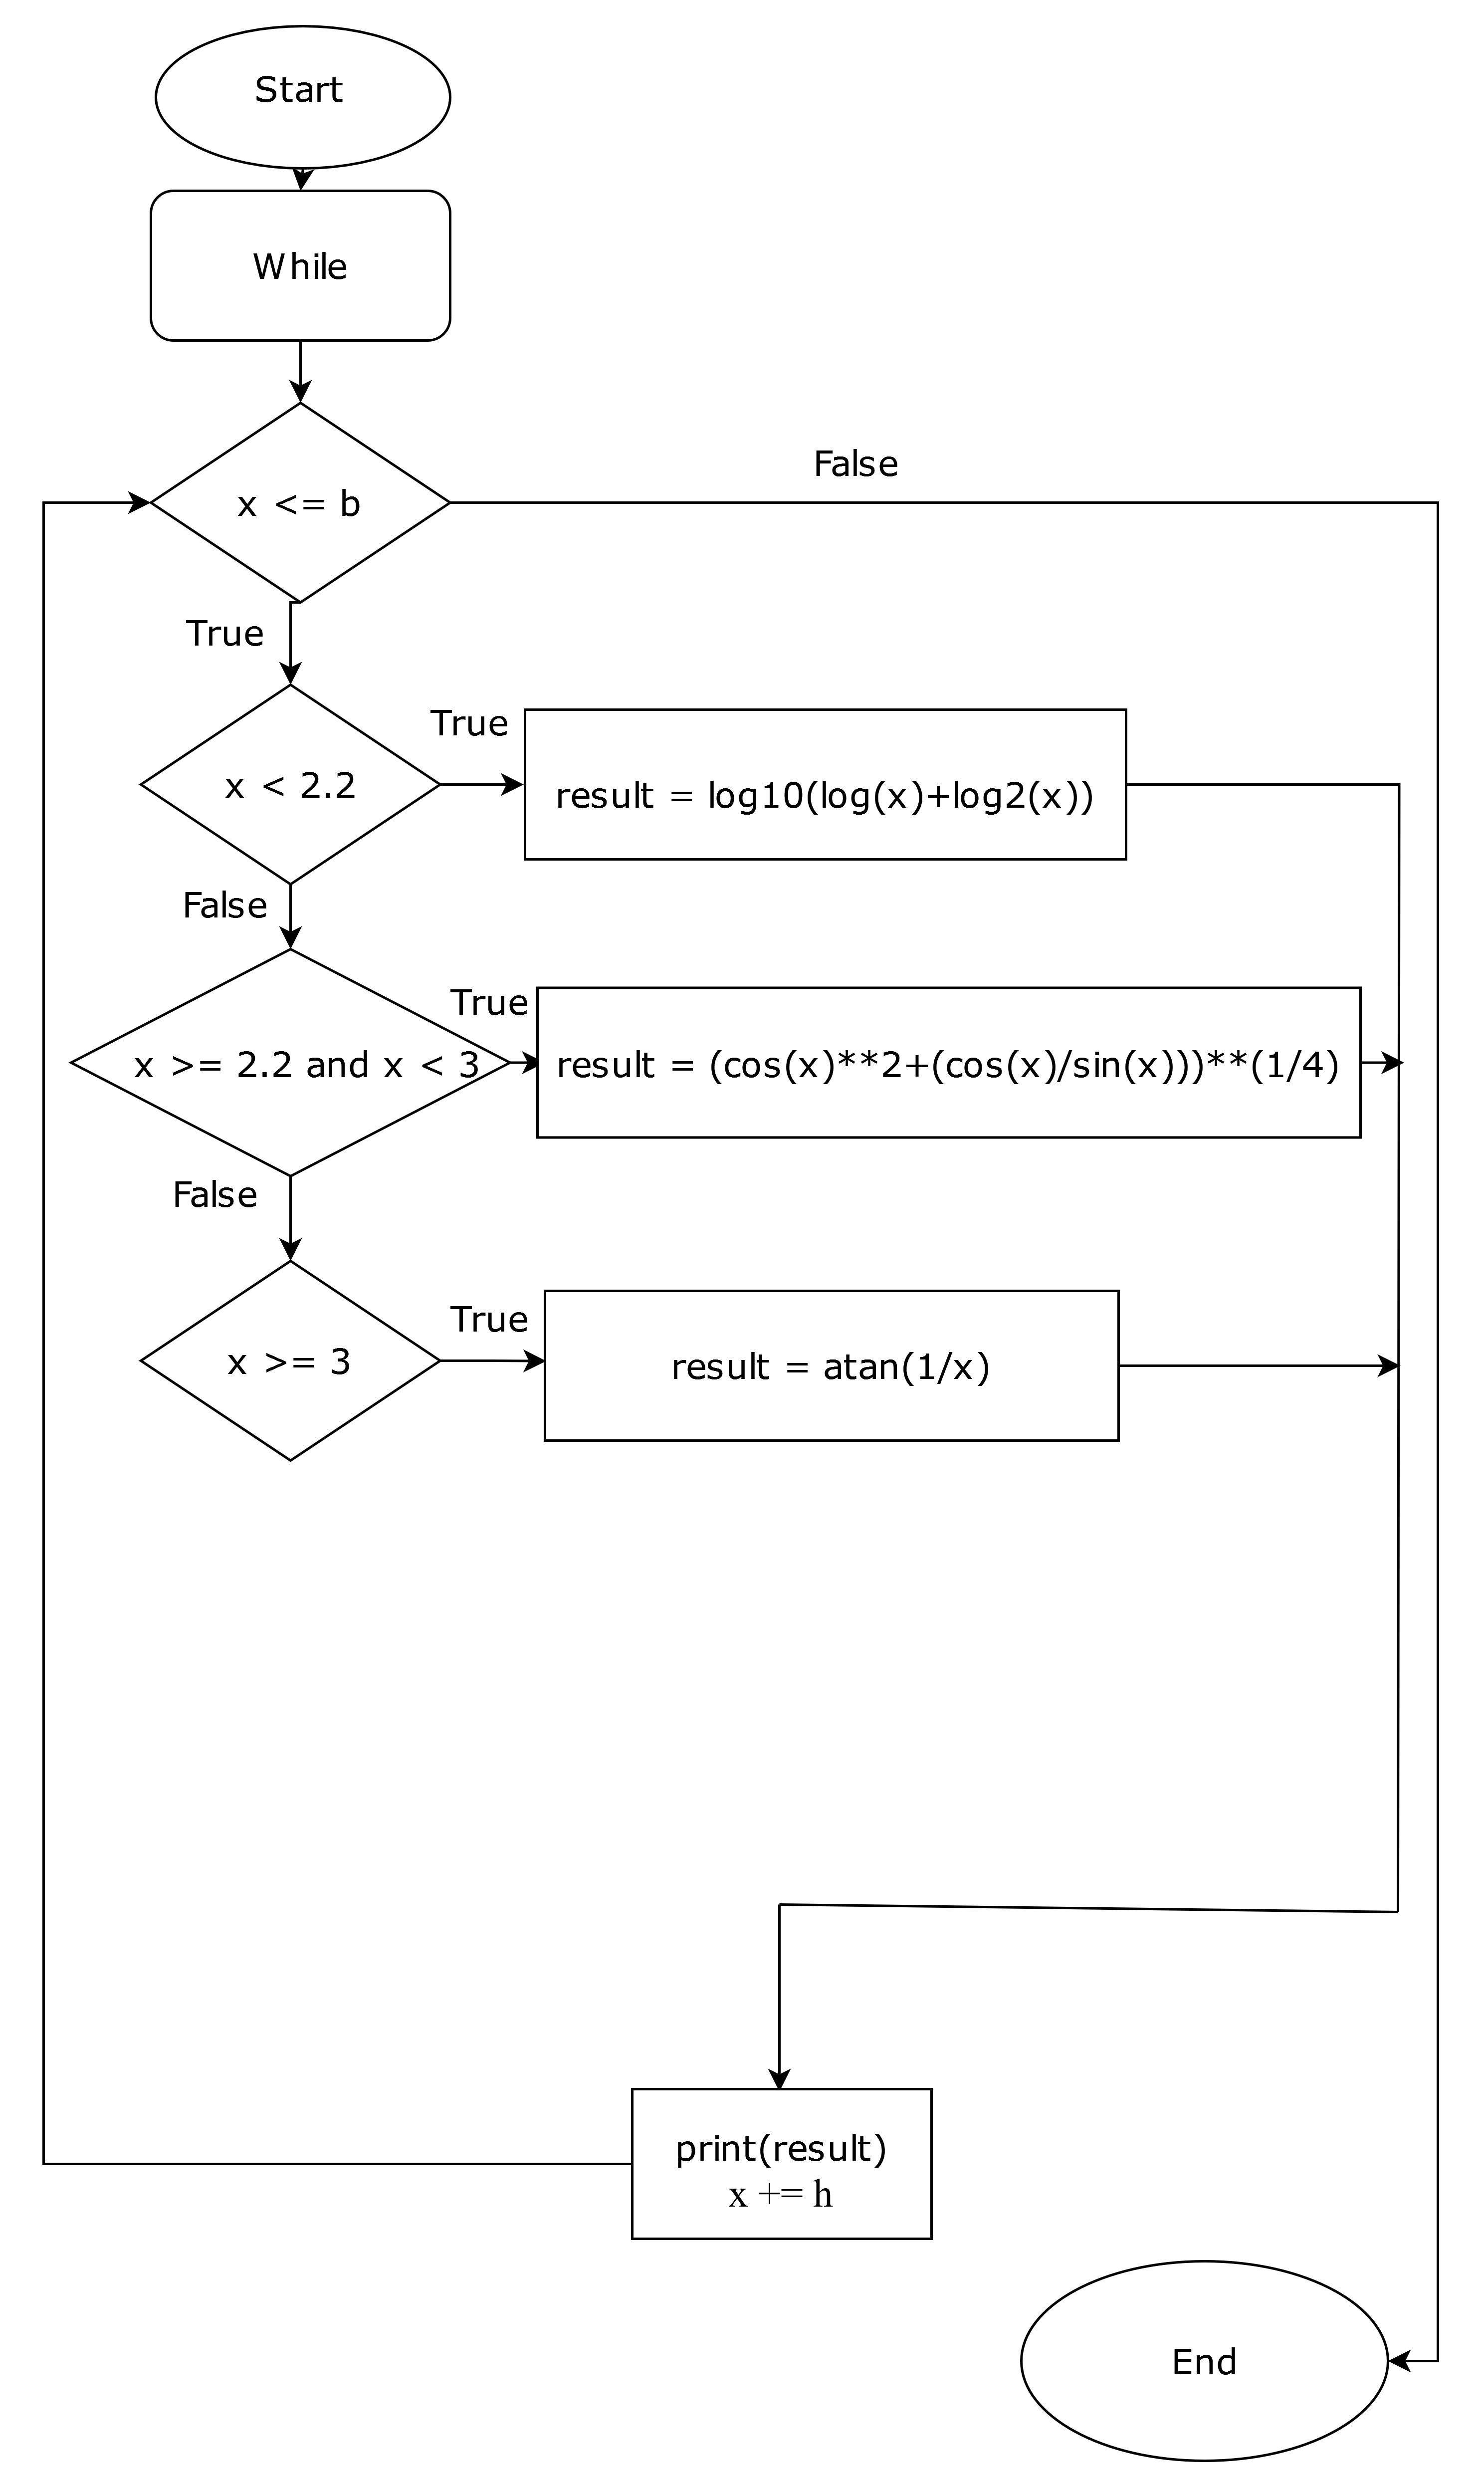 Start
While
x <= b
False
True
x < 2.2
True
result = log10(log(x)+log2(x))
False
x >= 2.2 and x < 3
True
result = (cos(x)**2+(cos(x)/sin(x)))**(1/4)
False
x >= 3
True
result = atan(1/x)
print(result)
x += h
End